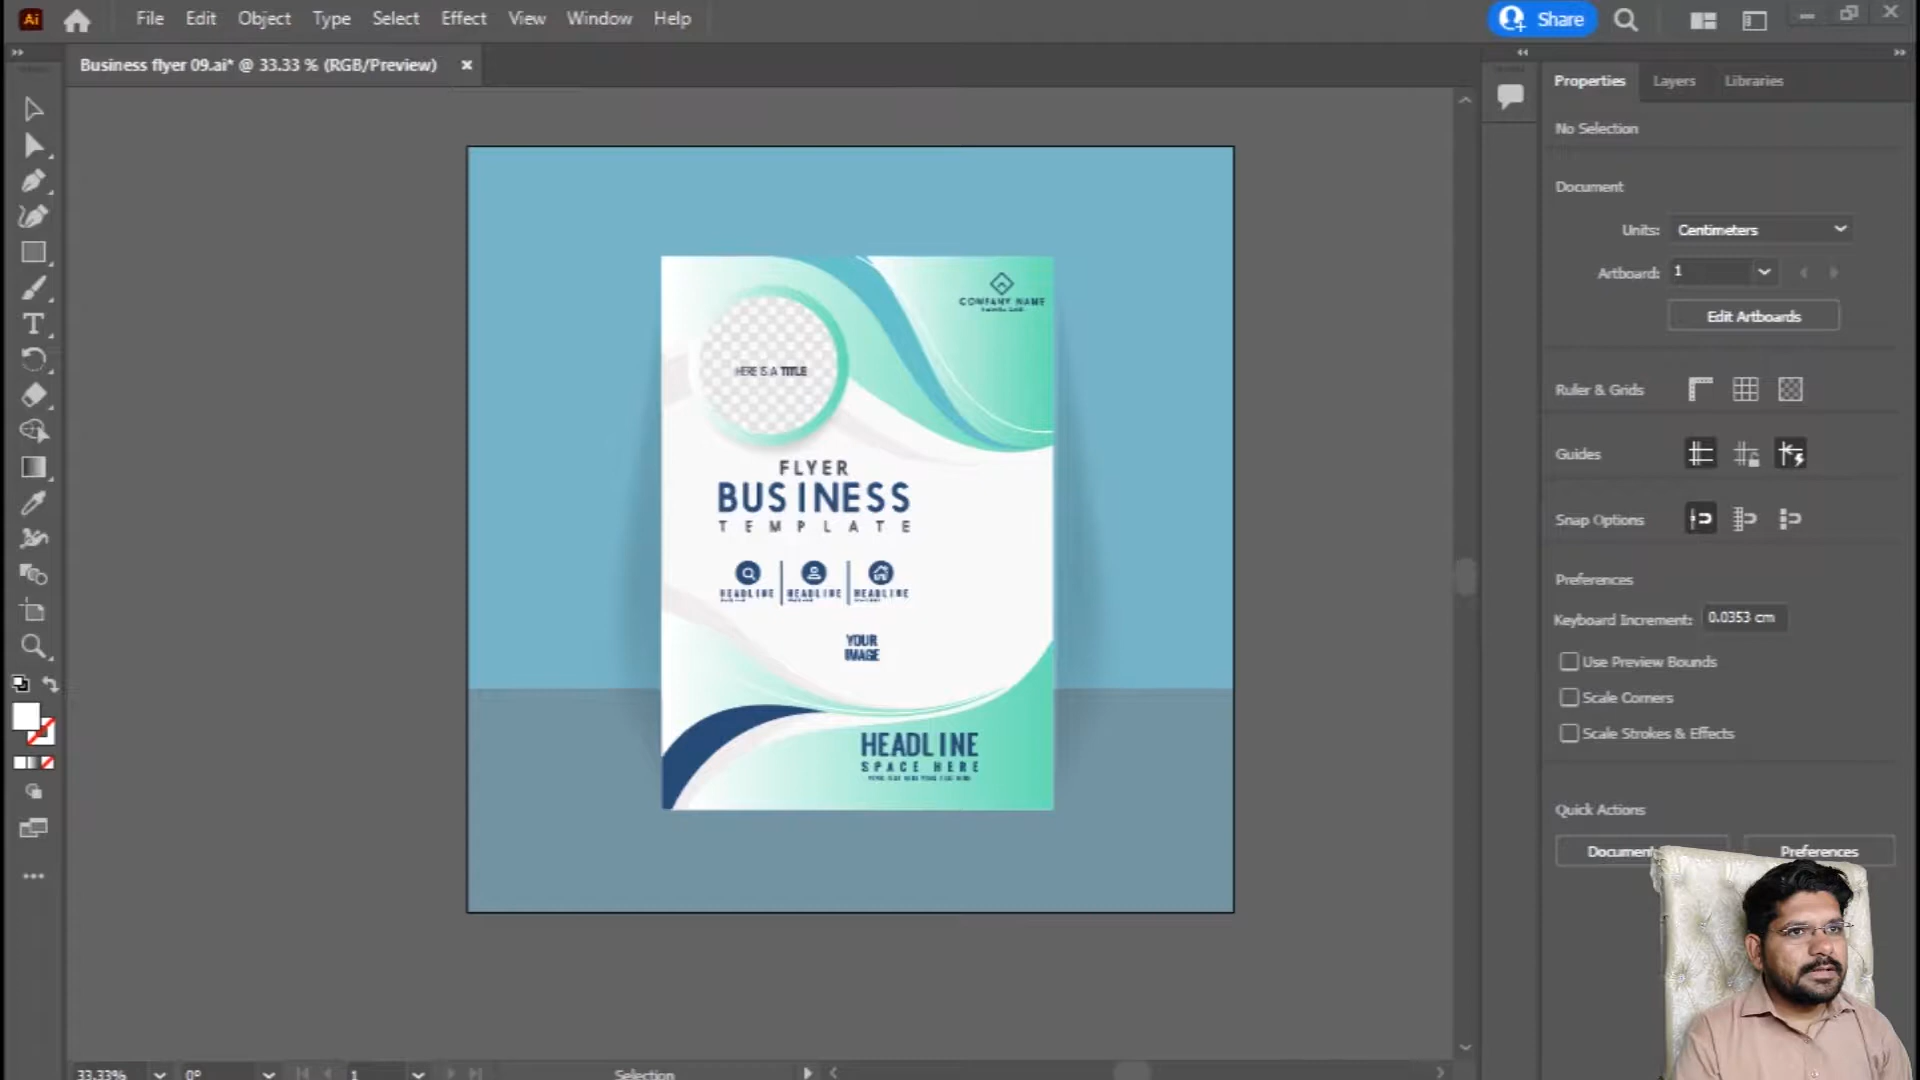 Ai File Edit Object Type Select Effect View Window Help Share
Business flyer 09.ai* @ 33.33 % (RGB/Preview) ×
Properties Layers Libraries
No Selection
Document
Units: Centimeters
Artboard: 1
Edit Artboards
Ruler & Grids
Guides
Snap Options
Preferences
Keyboard Increment: 0.0353 cm
Use Preview Bounds
Scale Corners
Scale Strokes & Effects
Quick Actions
Document Preferences
COMPANY NAME
HERE IS A TITLE
FLYER
BUSINESS
TEMPLATE
HEADLINE HEADLINE HEADLINE
YOUR
IMAGE
HEADLINE
SPACE HERE
33.33% 0° 1 Selection